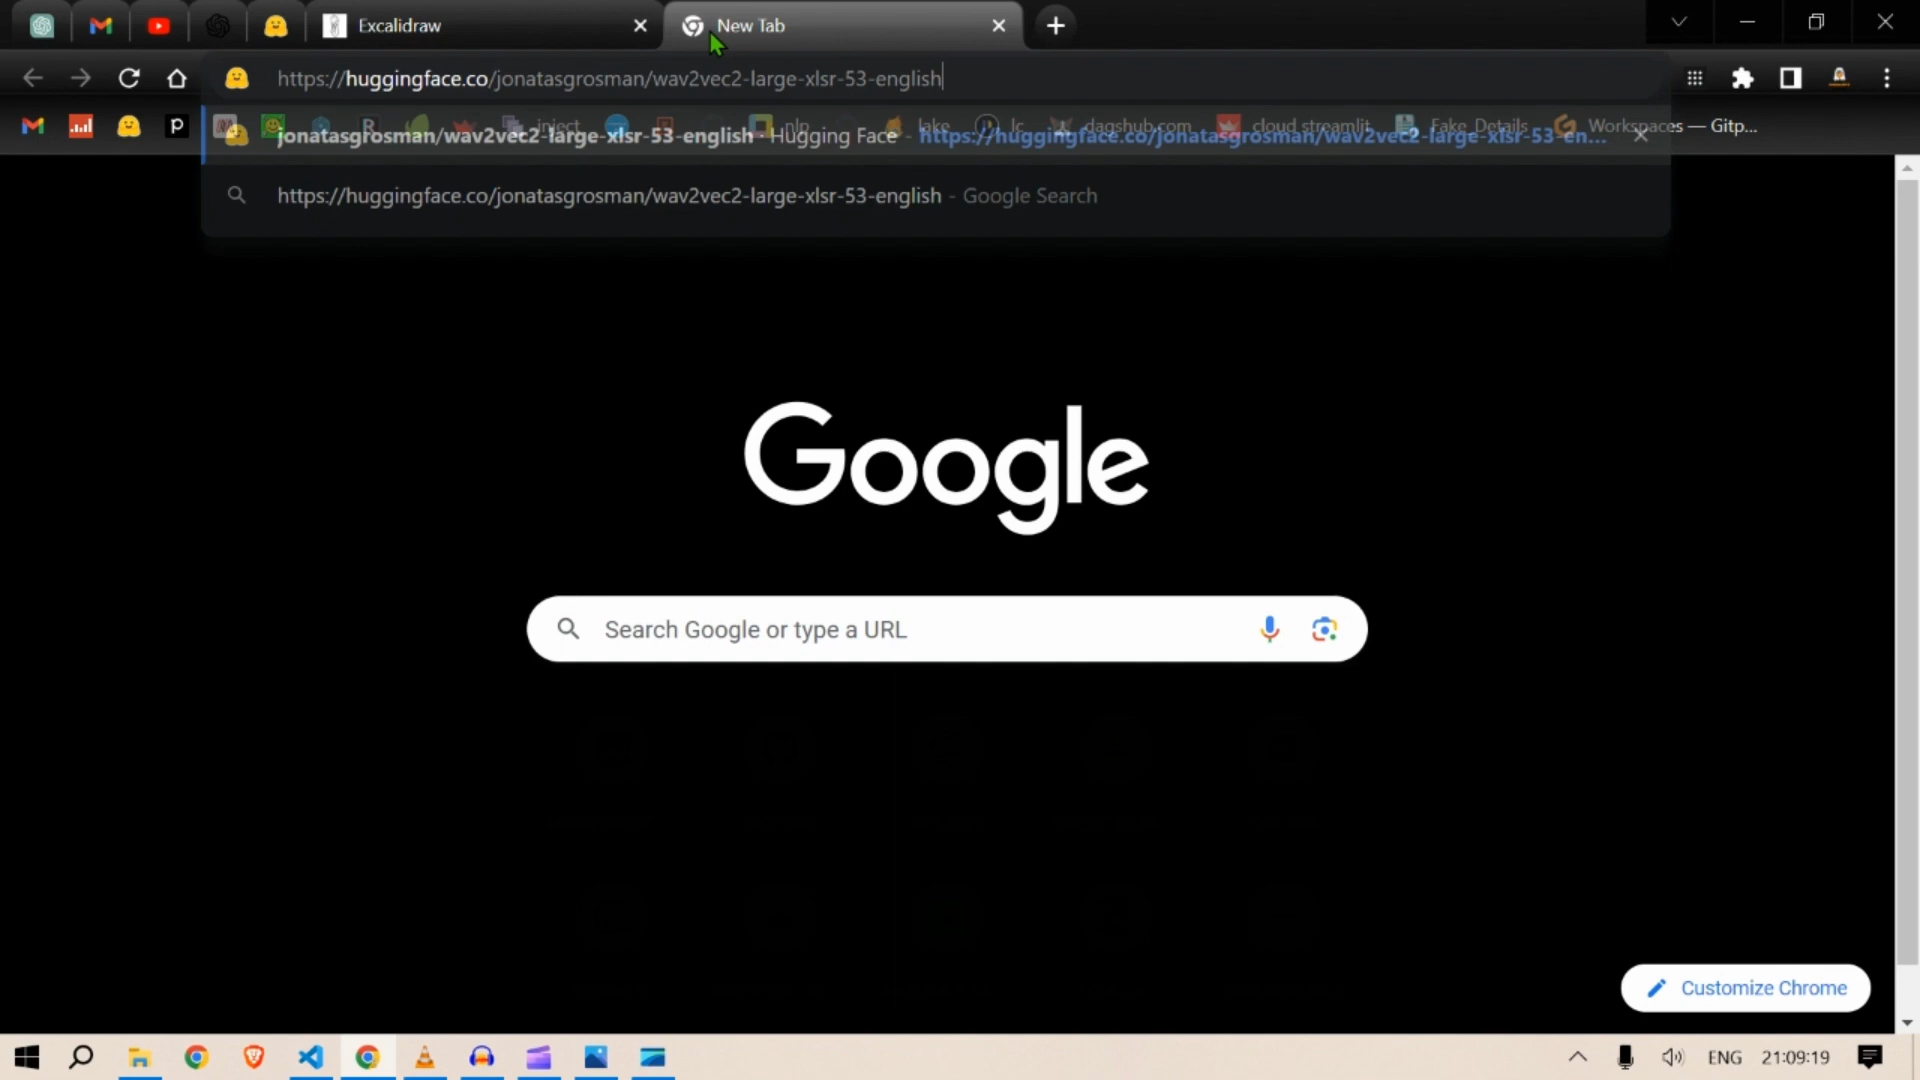 Excalidraw
New Tab
https://huggingface.co/jonatasgrosman/wav2vec2-large-xlsr-53-english
inject
nlp
lake
lc
dagshub.com
cloud streamlit
Fake_Details
Workspaces — Gitp...
jonatasgrosman/wav2vec2-large-xlsr-53-english - Hugging Face - https://huggingface.co/jonatasgrosman/wav2vec2-large-xlsr-53-en...
https://huggingface.co/jonatasgrosman/wav2vec2-large-xlsr-53-english - Google Search
Google
Search Google or type a URL
Customize Chrome
ENG 21:09:19